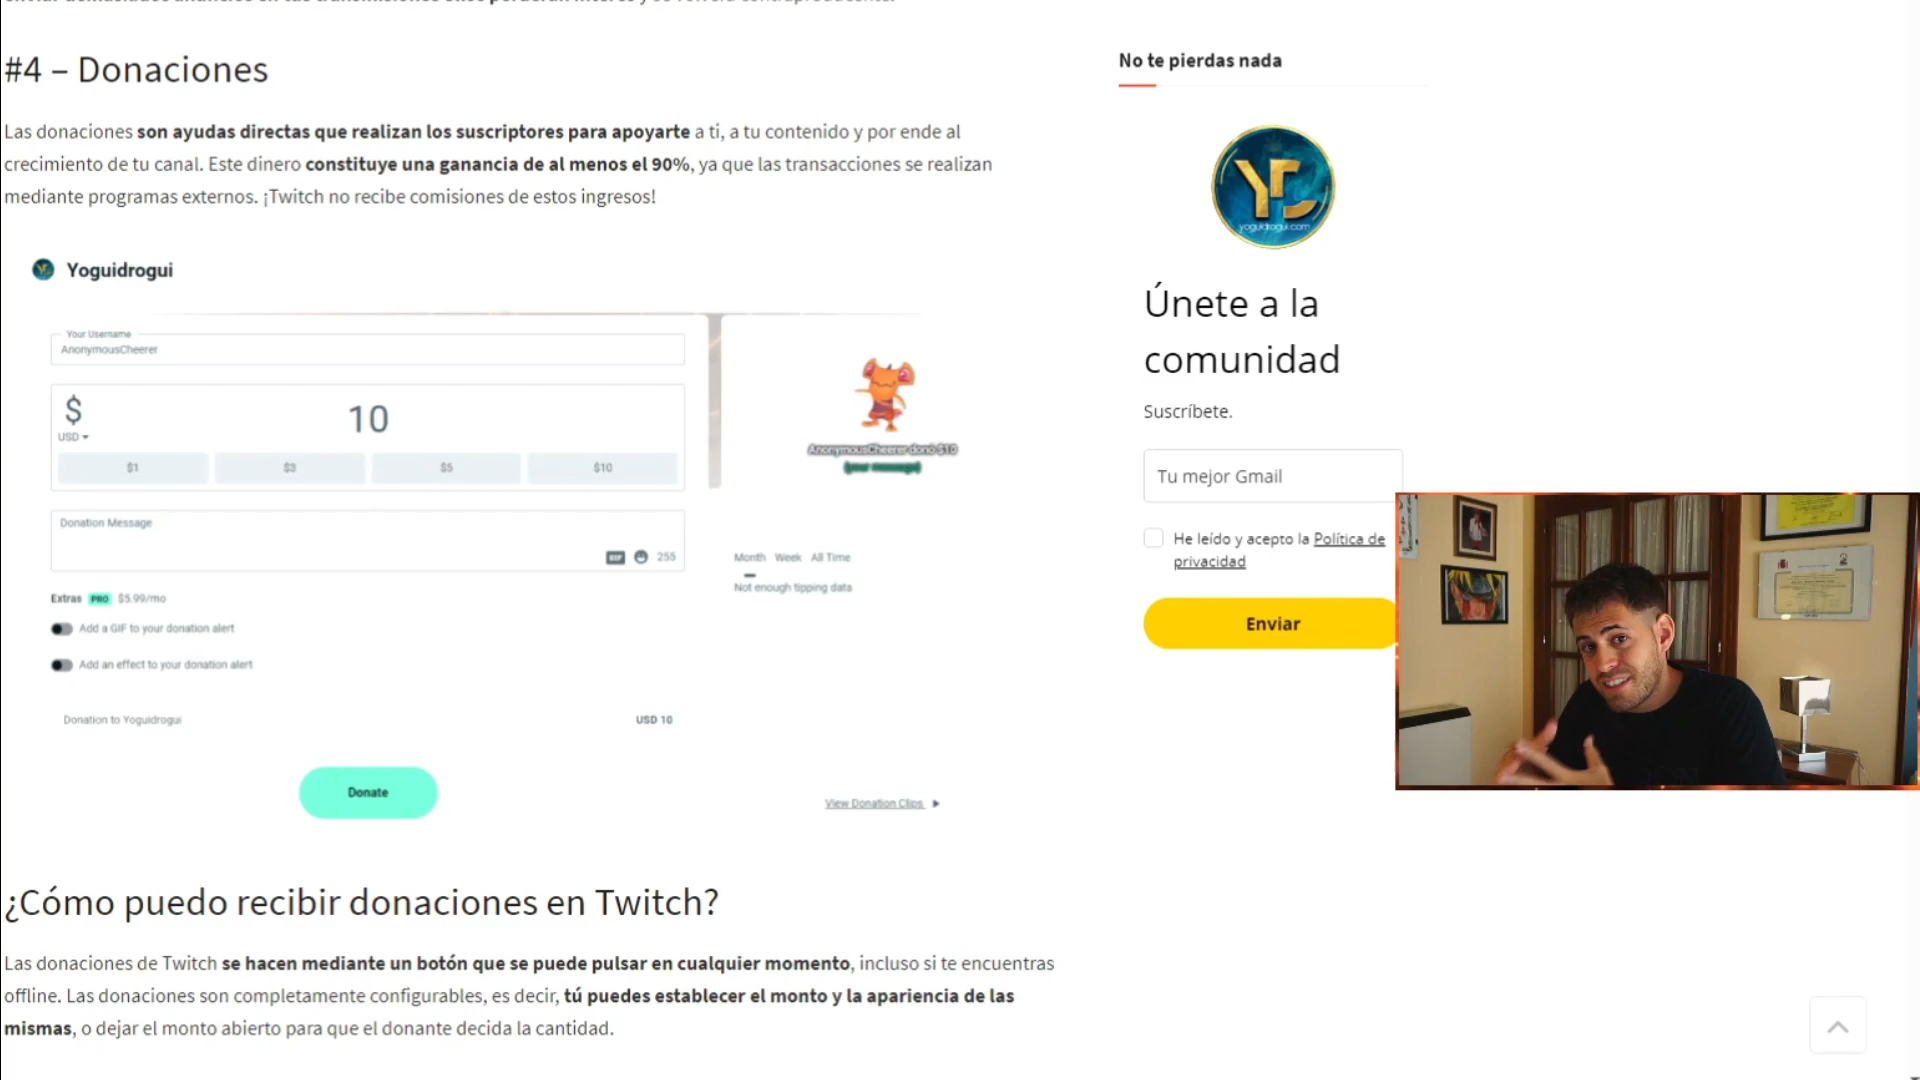 #4 – Donaciones
Las donaciones son ayudas directas que realizan los suscriptores para apoyarte a ti, a tu contenido y por ende al
crecimiento de tu canal. Este dinero constituye una ganancia de al menos el 90%, ya que las transacciones se realizan
mediante programas externos. ¡Twitch no recibe comisiones de estos ingresos!
Yoguidrogui
Your Username
AnonymousCheerer
$
10
USD
$1
$3
$5
$10
AnonymousCheerer donó $10
(your message)
Donation Message
GIF
255
Month Week All Time
Not enough tipping data
Extras PRO $5.99/mo
Add a GIF to your donation alert
Add an effect to your donation alert
Donation to Yoguidrogui
USD 10
Donate
View Donation Clips
¿Cómo puedo recibir donaciones en Twitch?
Las donaciones de Twitch se hacen mediante un botón que se puede pulsar en cualquier momento, incluso si te encuentras
offline. Las donaciones son completamente configurables, es decir, tú puedes establecer el monto y la apariencia de las
mismas, o dejar el monto abierto para que el donante decida la cantidad.
No te pierdas nada
yoguidrogui.com
Únete a la
comunidad
Suscríbete.
Tu mejor Gmail
He leído y acepto la Política de
privacidad
Enviar